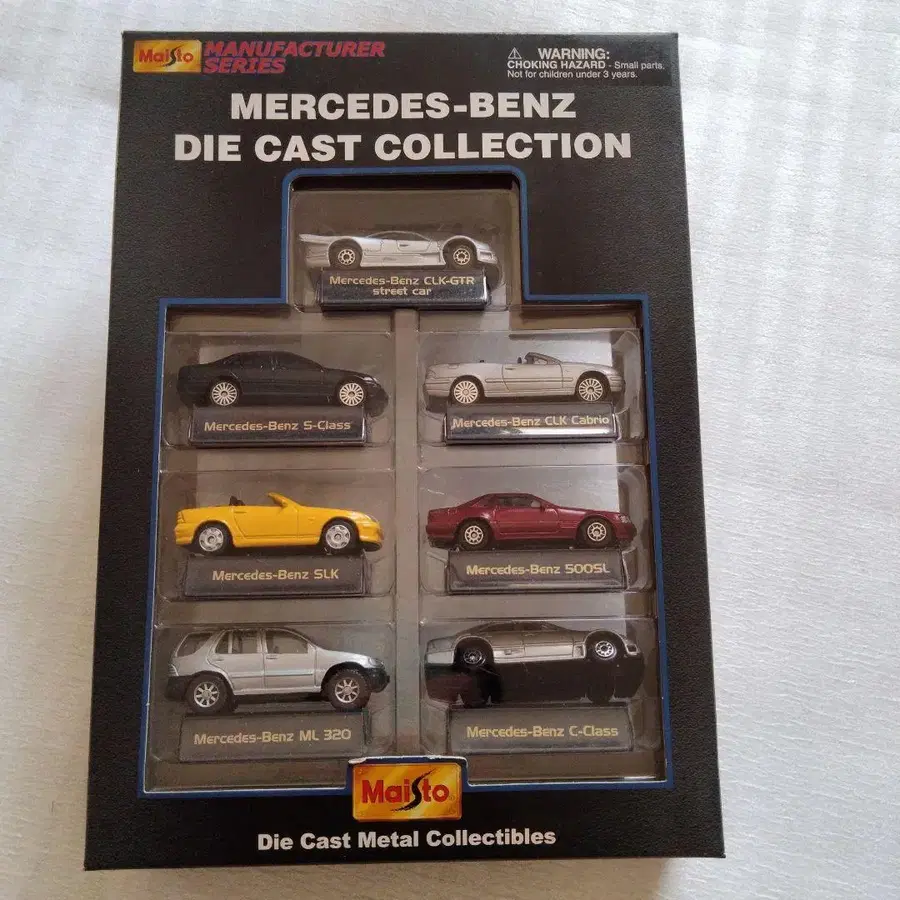 Maisto MANUFACTURER
SERIES
WARNING:
CHOKING HAZARD - Small parts.
Not for children under 3 years.
MERCEDES-BENZ
DIE CAST COLLECTION
Mercedes-Benz CLK-GTR
street car
Mercedes-Benz S-Class
Mercedes-Benz CLK Cabrio
Mercedes-Benz SLK
Mercedes-Benz 500SL
Mercedes-Benz ML 320
Mercedes-Benz C-Class
Maisto
Die Cast Metal Collectibles